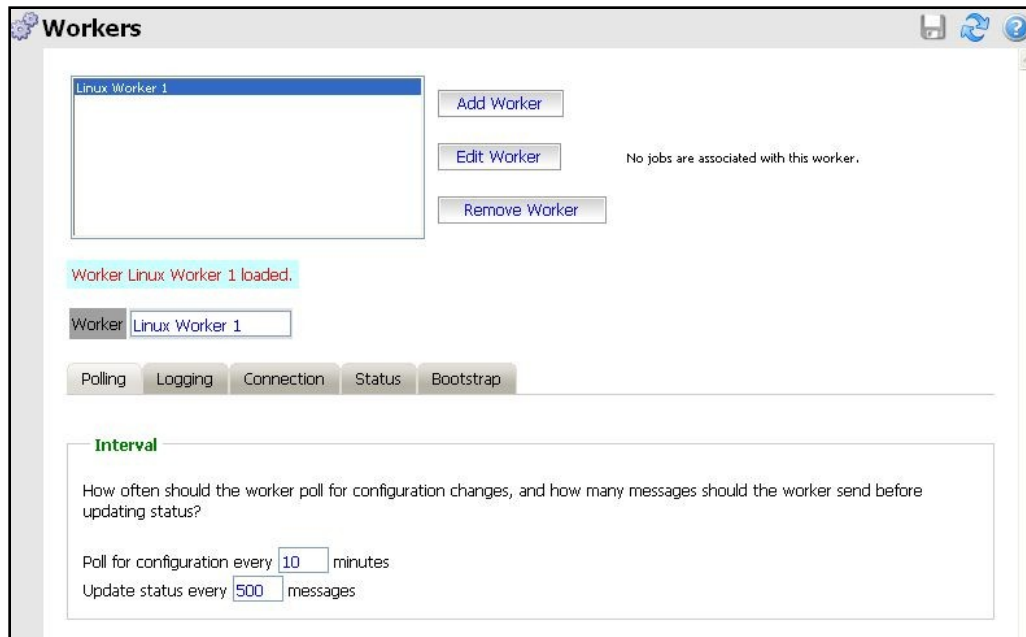 Workers
Linux Worker 1
Add Worker
Edit Worker
No jobs are associated with this worker.
Remove Worker
Worker Linux Worker 1 loaded.
Worker Linux Worker 1
Polling Logging Connection Status Bootstrap
Interval
How often should the worker poll for configuration changes, and how many messages should the worker send before
updating status?
Poll for configuration every 10 minutes
Update status every 500 messages